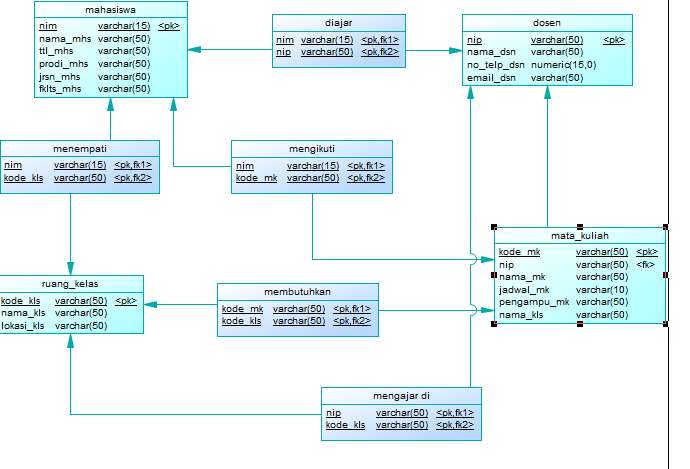 mahasiswa
nim varchar(15) <pk>
nama_mhs varchar(50)
ttl_mhs varchar(50)
prodi_mhs varchar(50)
jrsn_mhs varchar(50)
fklts_mhs varchar(50)
diajar
nim varchar(15) <pk,fk1>
nip varchar(50) <pk,fk2>
dosen
nip varchar(50) <pk>
nama_dsn varchar(50)
no_telp_dsn numeric(15,0)
email_dsn varchar(50)
menempati
nim varchar(15) <pk,fk1>
kode_kls varchar(50) <pk,fk2>
mengikuti
nim varchar(15) <pk,fk1>
kode_mk varchar(50) <pk,fk2>
mata_kuliah
kode_mk varchar(50) <pk>
nip varchar(50) <fk>
nama_mk varchar(50)
jadwal_mk varchar(10)
pengampu_mk varchar(50)
nama_kls varchar(50)
ruang_kelas
kode_kls varchar(50) <pk>
nama_kls varchar(50)
lokasi_kls varchar(50)
membutuhkan
kode_mk varchar(50) <pk,fk1>
kode_kls varchar(50) <pk,fk2>
mengajar di
nip varchar(50) <pk,fk1>
kode_kls varchar(50) <pk,fk2>